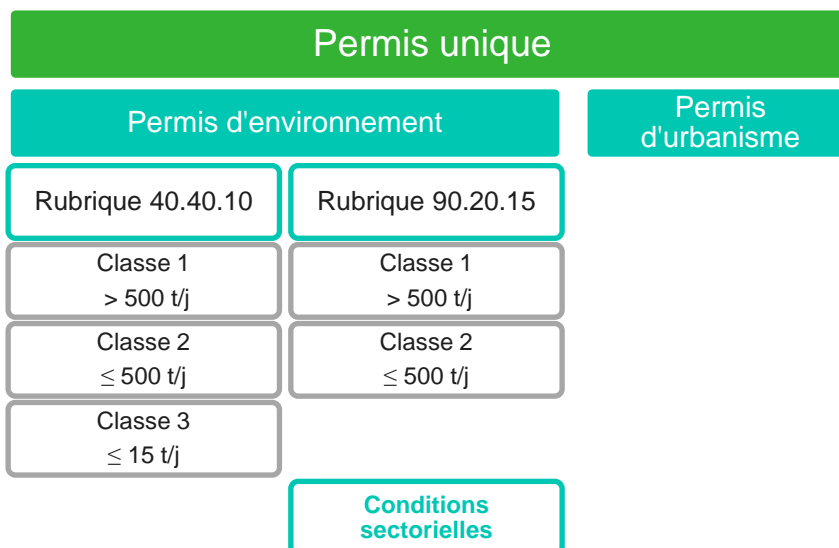 Permis unique
Permis d'environnement
Permis
d'urbanisme
Rubrique 40.40.10
Rubrique 90.20.15
Classe 1
> 500 t/j
Classe 1
> 500 t/j
Classe 2
≤ 500 t/j
Classe 2
≤ 500 t/j
Classe 3
≤ 15 t/j
Conditions
sectorielles